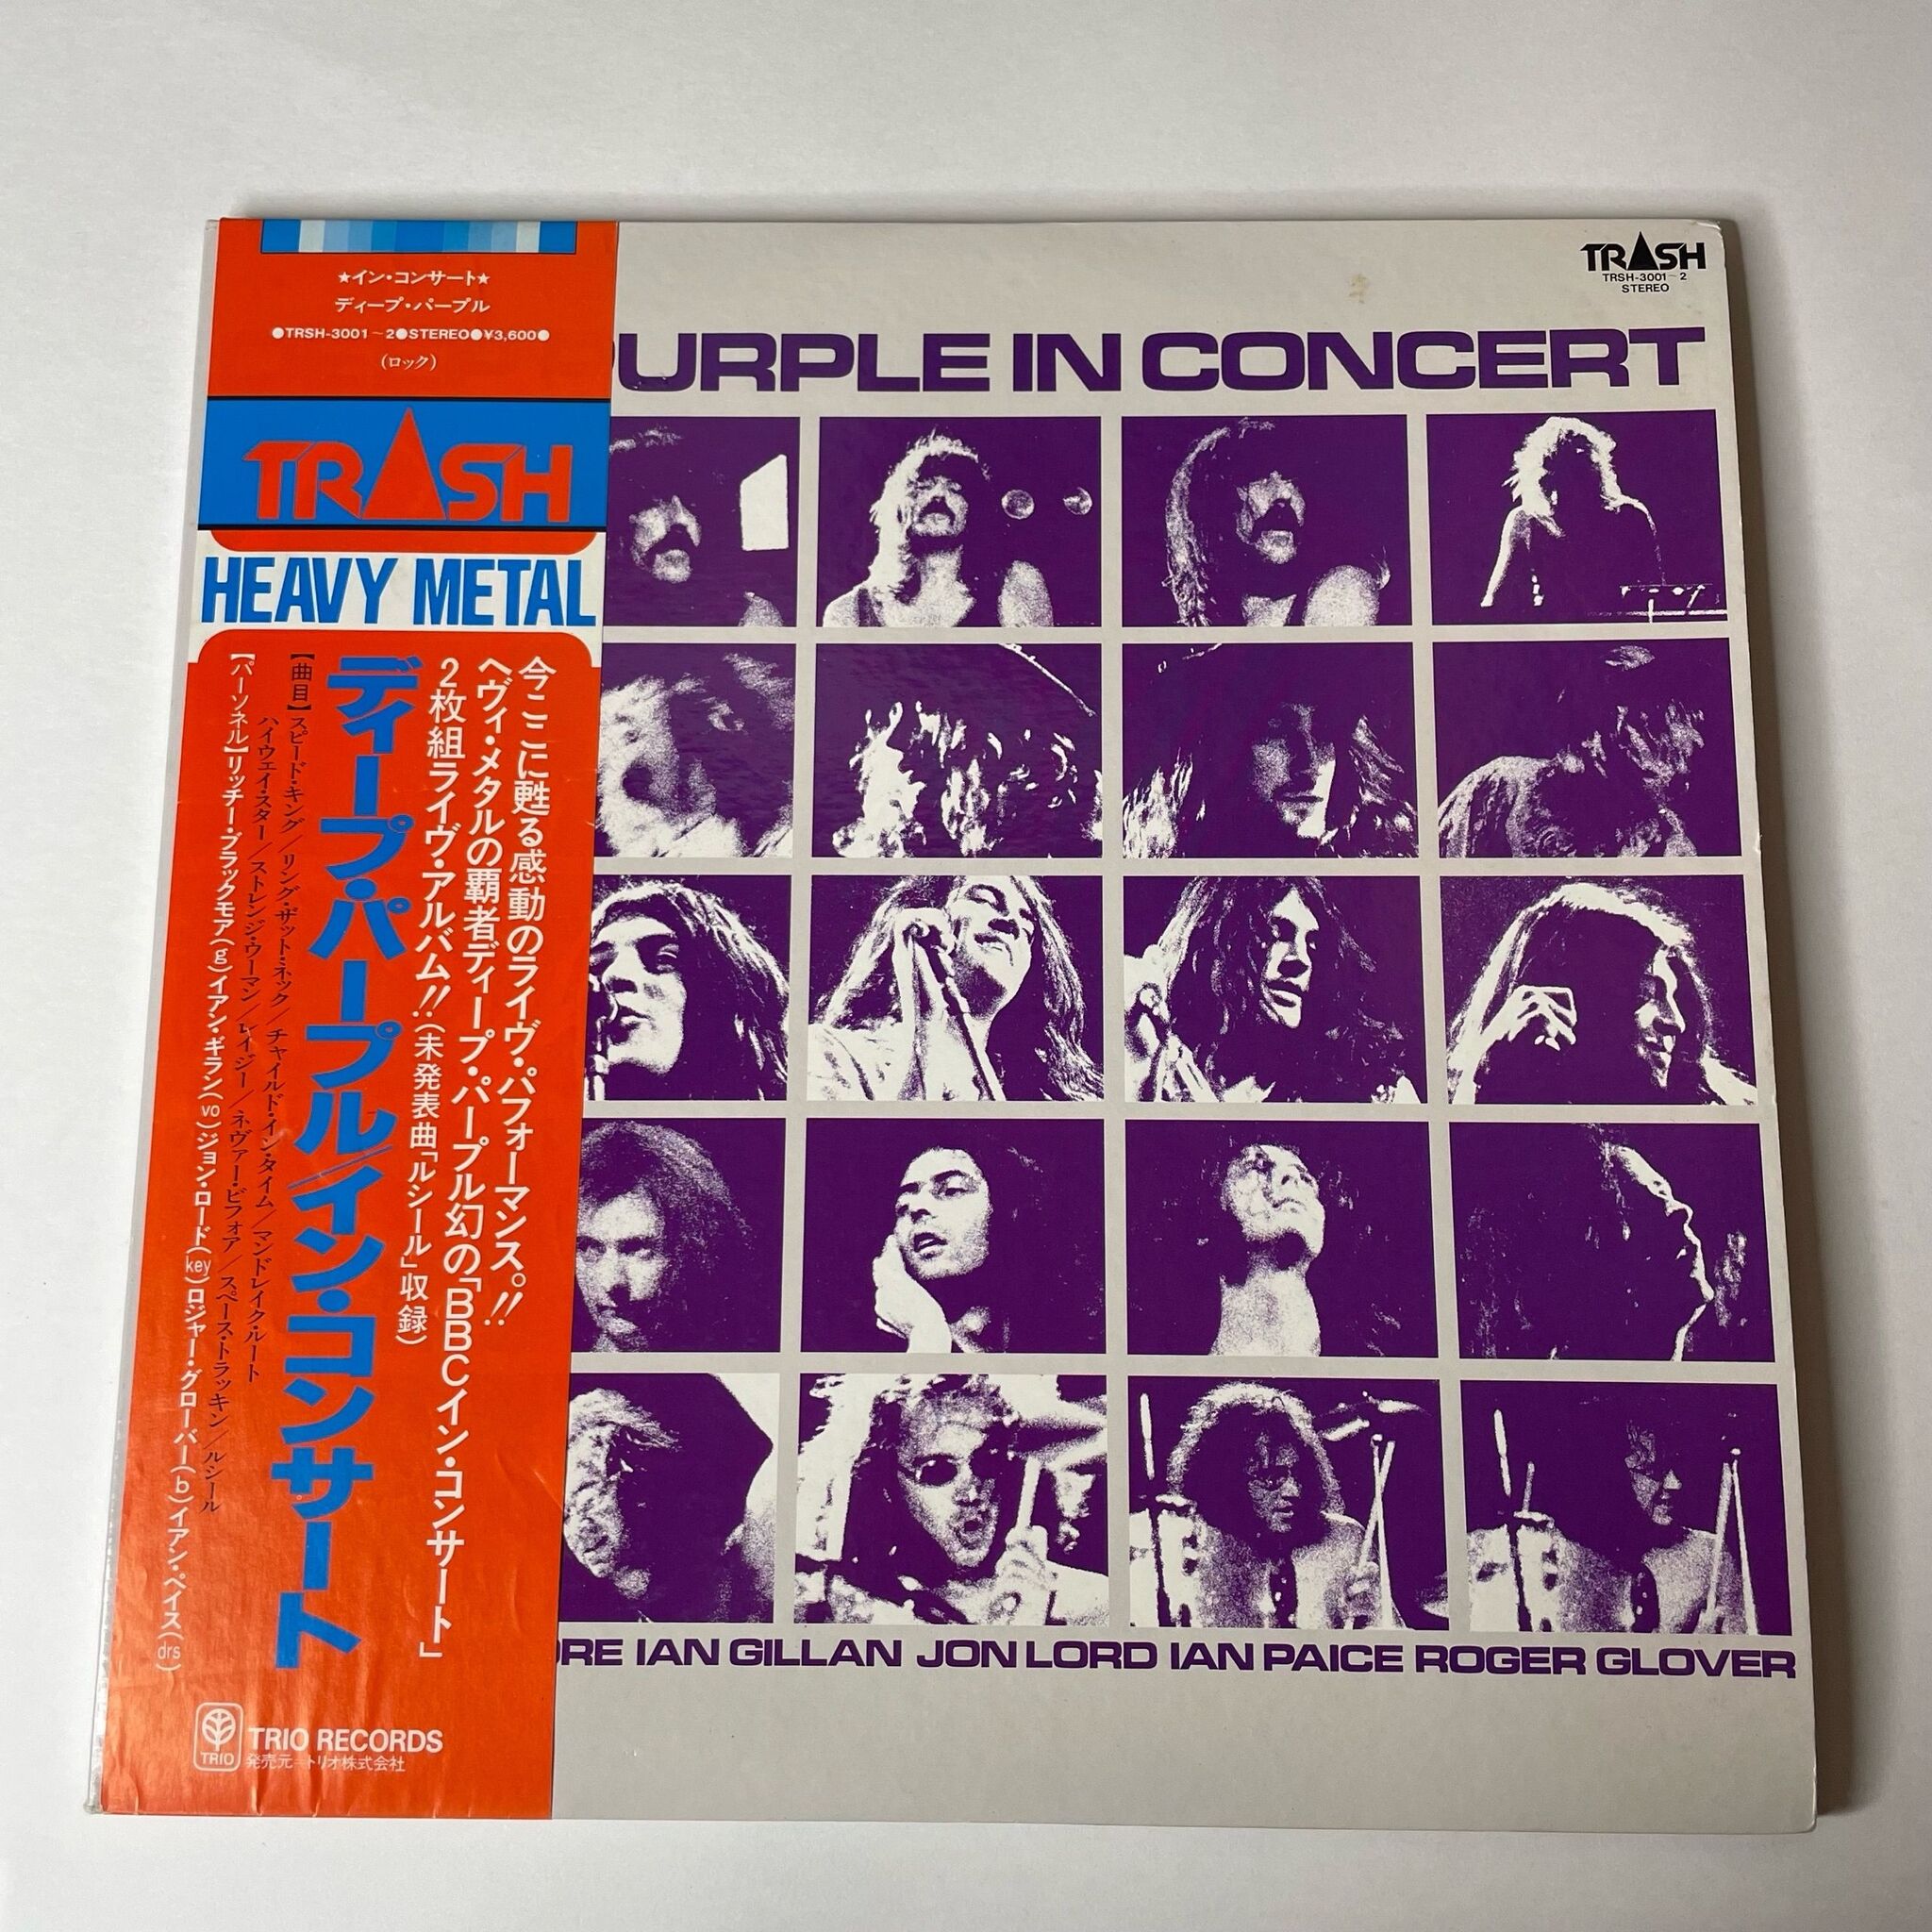 ★イン・コンサート★
ディープ・パープル
●TRSH-3001～2●STEREO●¥3,600●
(ロック)
TRASH
HEAVY METAL
今ここに甦る感動のライヴ・パフォーマンス。!!
ヘヴィ・メタルの覇者ディープ・パープル幻の「BBCイン・コンサート」
2枚組ライヴ・アルバム!!(未発表曲「ルシール」収録)
ディープ・パープル/イン・コンサート
【曲目】スピード・キング/リング・ザット・ネック/チャイルド・イン・タイム/マンドレイク・ルート
ハイウェイ・スター/ストレンジ・ウーマン/レイジー/ネヴァー・ビフォア/スペース・トラッキン/ルシール
【パーソネル】リッチー・ブラックモア(g)イアン・ギラン(vo)ジョン・ロード(key)ロジャー・グローバー(b)イアン・ペイス(drs)
TRIO
TRIO RECORDS
発売元 トリオ株式会社
TRASH
TRSH-3001～2
STEREO
PURPLE IN CONCERT
ORE IAN GILLAN JON LORD IAN PAICE ROGER GLOVER